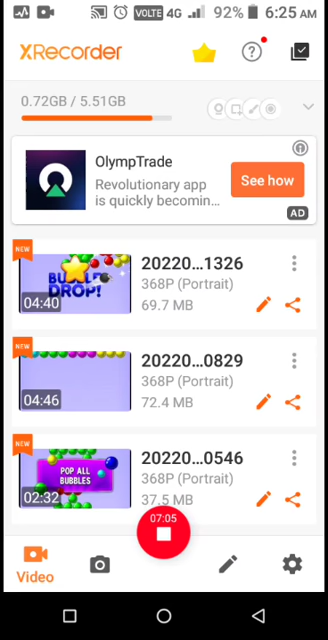 VOLTE 4G 92% 6:25 AM
XRecorder
0.72GB / 5.51GB
OlympTrade
Revolutionary app
is quickly becomin...
See how
AD
NEW
BUBBLE
DROP!
04:40
20220...1326
368P (Portrait)
69.7 MB
NEW
04:46
20220...0829
368P (Portrait)
72.4 MB
NEW
POP ALL
BUBBLES
02:32
20220...0546
368P (Portrait)
37.5 MB
07:05
Video